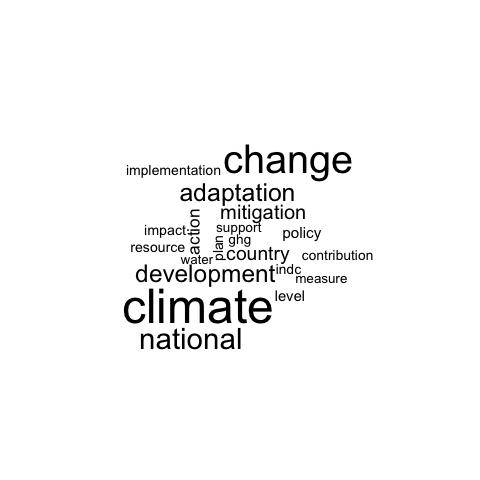 change
implementation
adaptation
mitigation
action
support
impact
policy
plan
ghg
resource
country
contribution
water
development
indc
measure
climate
level
national